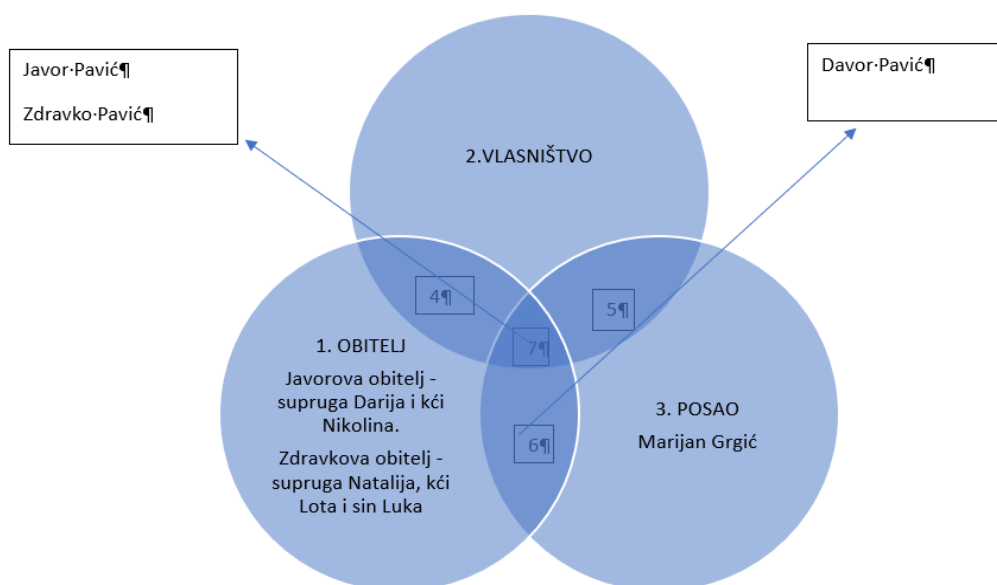 Javor·Pavić¶
Zdravko·Pavić¶
Davor·Pavić¶
2.VLASNIŠTVO
4¶
5¶
7¶
1. OBITELJ
Javorova obitelj -
supruga Darija i kći
Nikolina.
Zdravkova obitelj -
supruga Natalija, kći
Lota i sin Luka
6¶
3. POSAO
Marijan Grgić